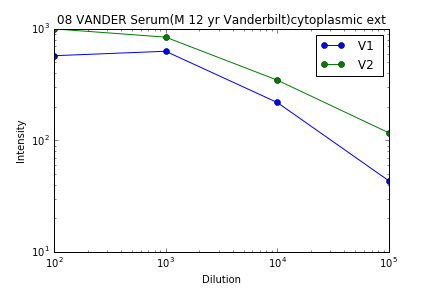 08 VANDER Serum(M 12 yr Vanderbilt)cytoplasmic ext
V1
V2
Intensity
10³
10²
10¹
10² 10³ 10⁴ 10⁵
Dilution